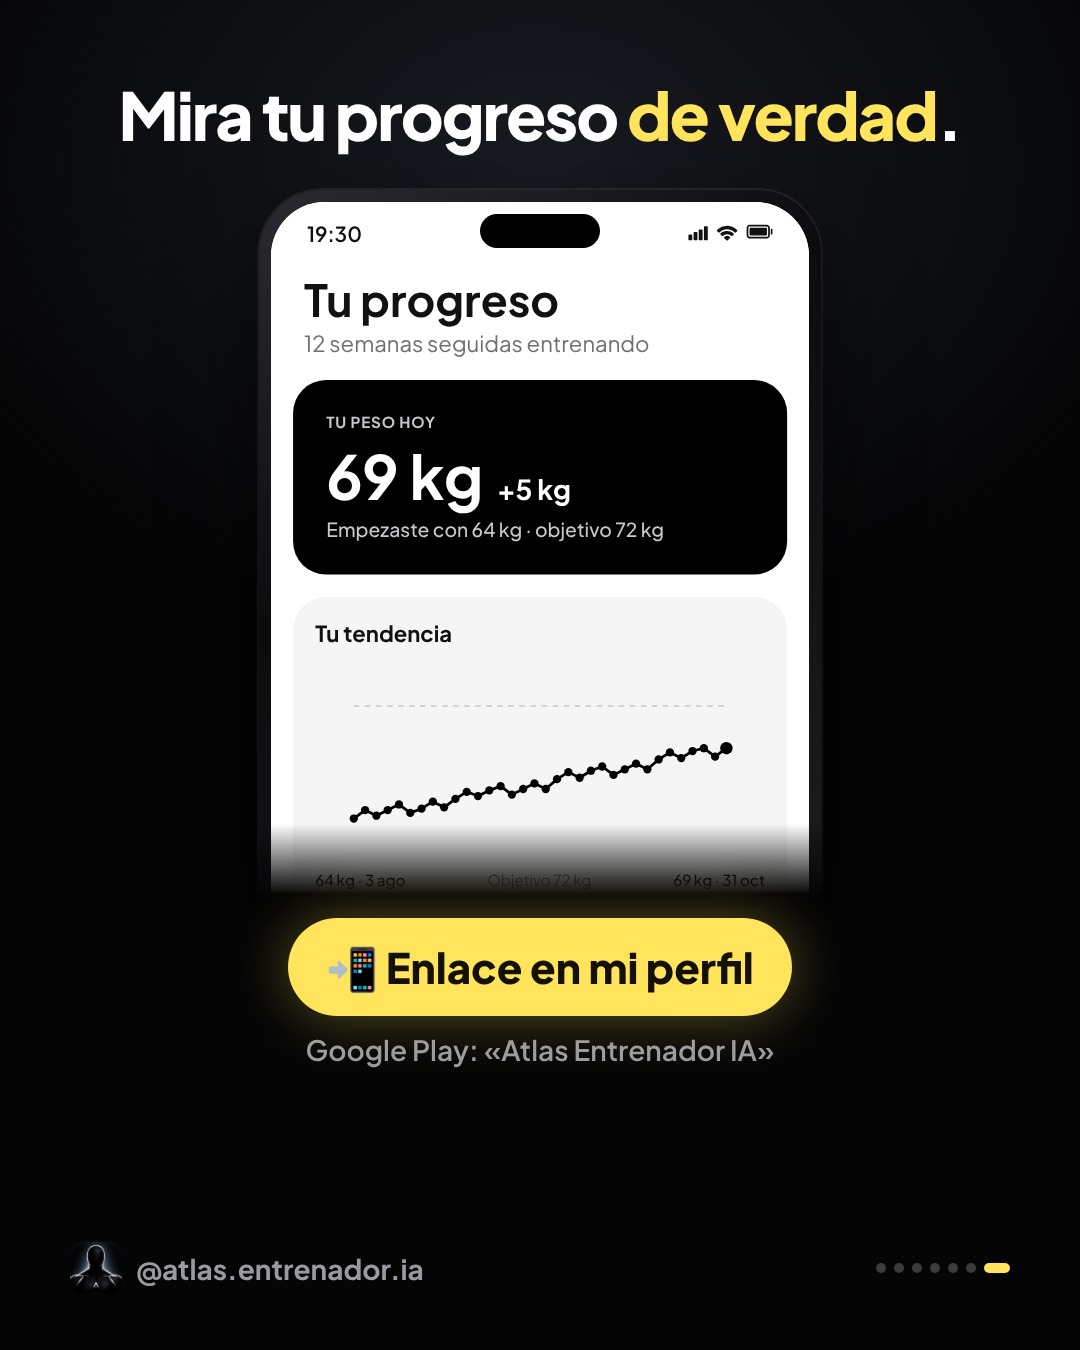 Mira tu progreso de verdad.
19:30
Tu progreso
12 semanas seguidas entrenando
TU PESO HOY
69 kg +5 kg
Empezaste con 64 kg · objetivo 72 kg
Tu tendencia
64 kg · 3 ago Objetivo 72 kg 69 kg · 31 oct
Enlace en mi perfil
Google Play: «Atlas Entrenador IA»
@atlas.entrenador.ia